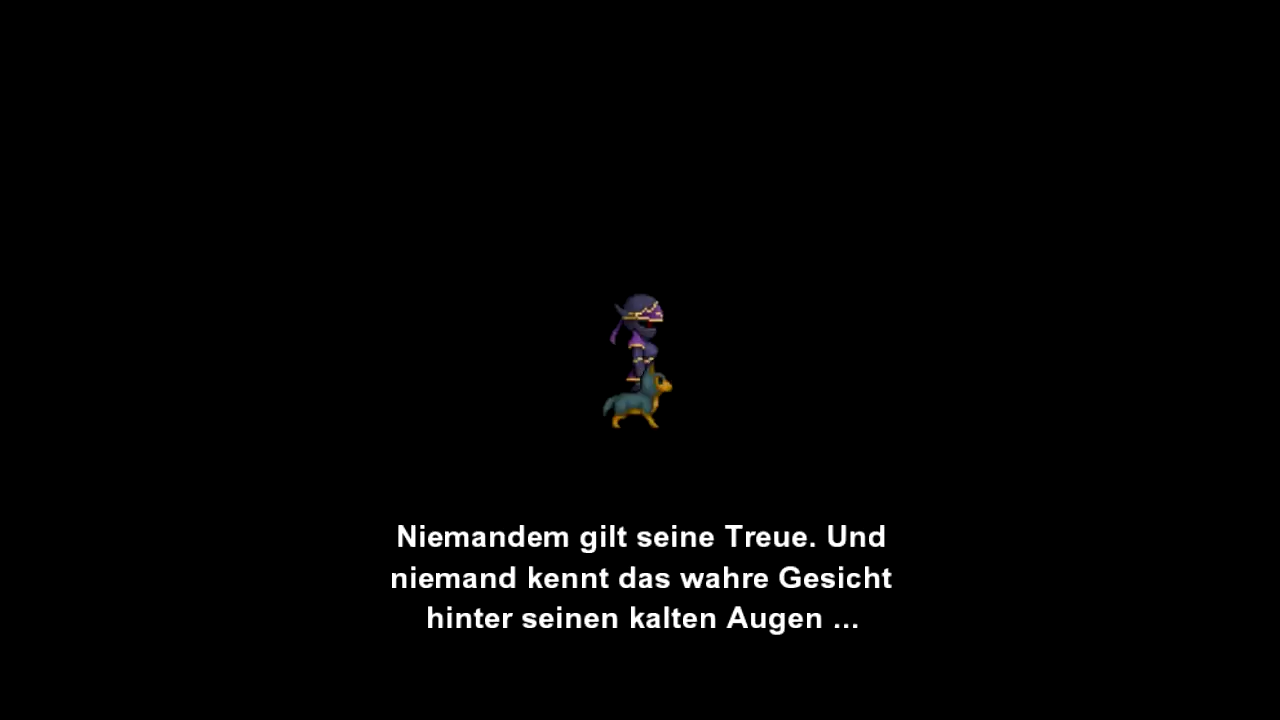 Niemandem gilt seine Treue. Und
niemand kennt das wahre Gesicht
hinter seinen kalten Augen ...